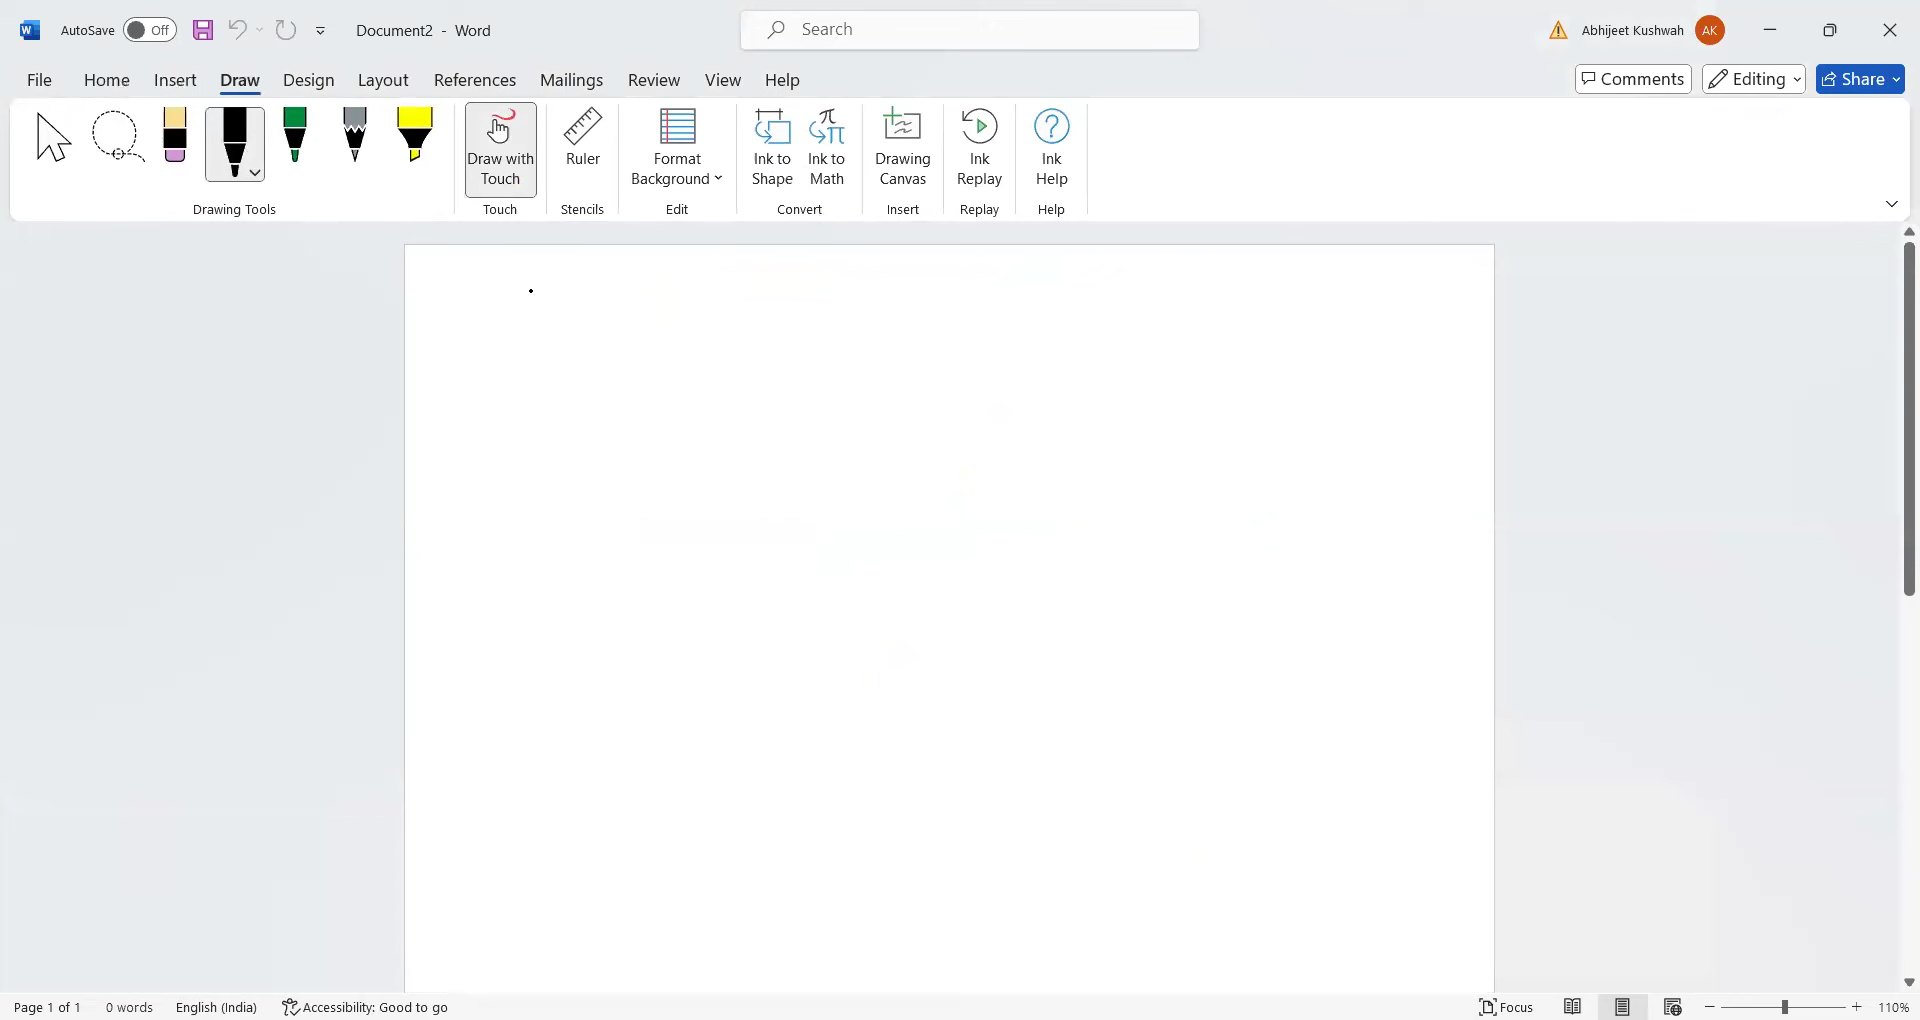 W AutoSave Off Document2 - Word Search Abhijeet Kushwah AK
File Home Insert Draw Design Layout References Mailings Review View Help Comments Editing Share
Draw with Touch Ruler Format Background Ink to Shape Ink to Math Drawing Canvas Ink Replay Ink Help
Drawing Tools Touch Stencils Edit Convert Insert Replay Help
Page 1 of 1 0 words English (India) Accessibility: Good to go Focus 110%